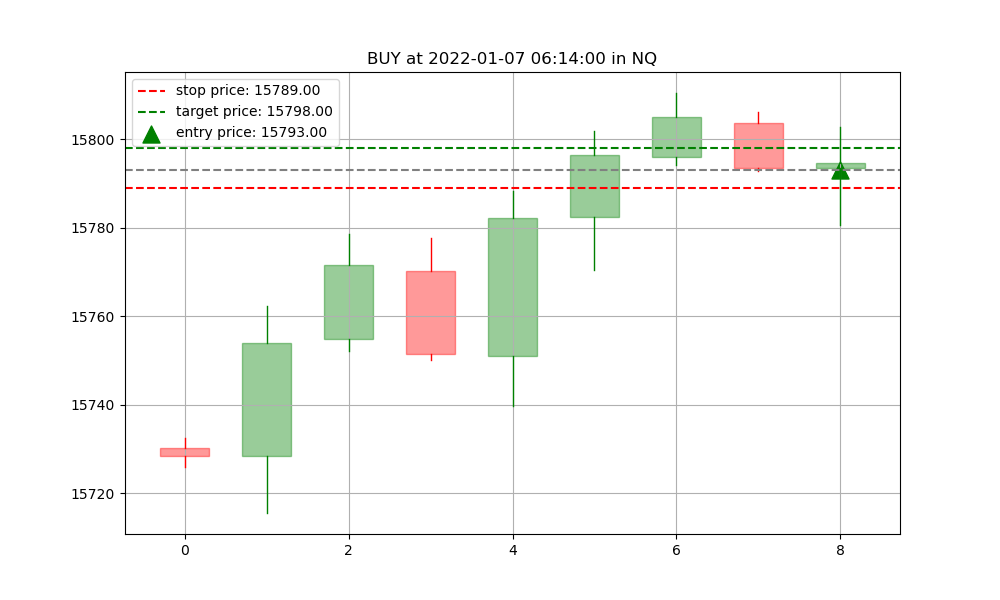 BUY at 2022-01-07 06:14:00 in NQ
stop price: 15789.00
target price: 15798.00
entry price: 15793.00
15800
15780
15760
15740
15720
0 2 4 6 8